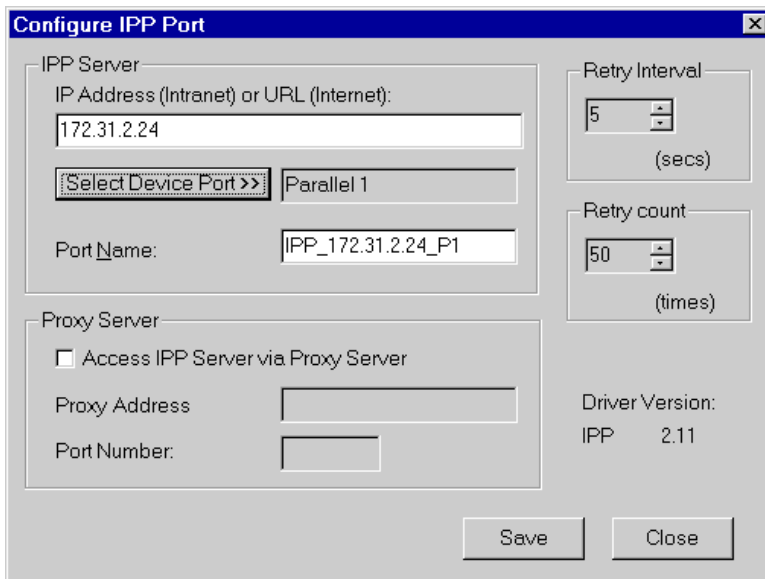 Configure IPP Port
IPP Server
IP Address (Intranet) or URL (Internet):
172.31.2.24
Select Device Port >> Parallel 1
Port Name: IPP_172.31.2.24_P1
Retry Interval
5
(secs)
Retry count
50
(times)
Proxy Server
Access IPP Server via Proxy Server
Proxy Address
Port Number:
Driver Version:
IPP 2.11
Save Close